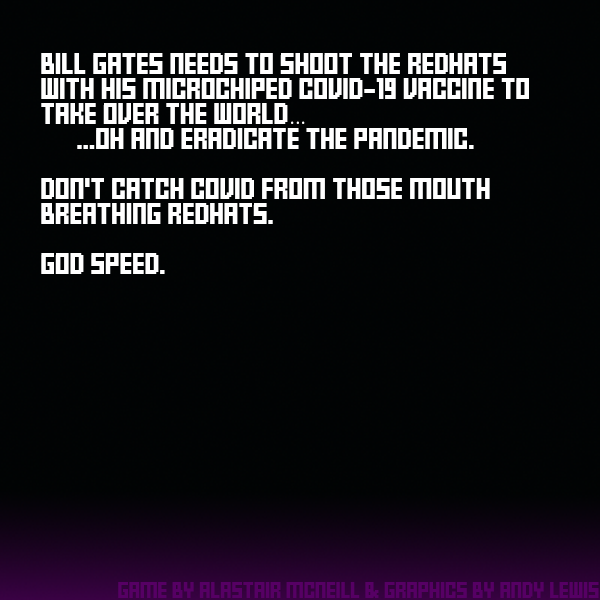 BILL GATES NEEDS TO SHOOT THE REDHATS
WITH HIS MICROCHIPED COVID-19 VACCINE TO
TAKE OVER THE WORLD...
...OH AND ERADICATE THE PANDEMIC.
DON'T CATCH COVID FROM THOSE MOUTH
BREATHING REDHATS.
GOD SPEED.
GAME BY ALASTAIR MCNEILL & GRAPHICS BY ANDY LEWIS